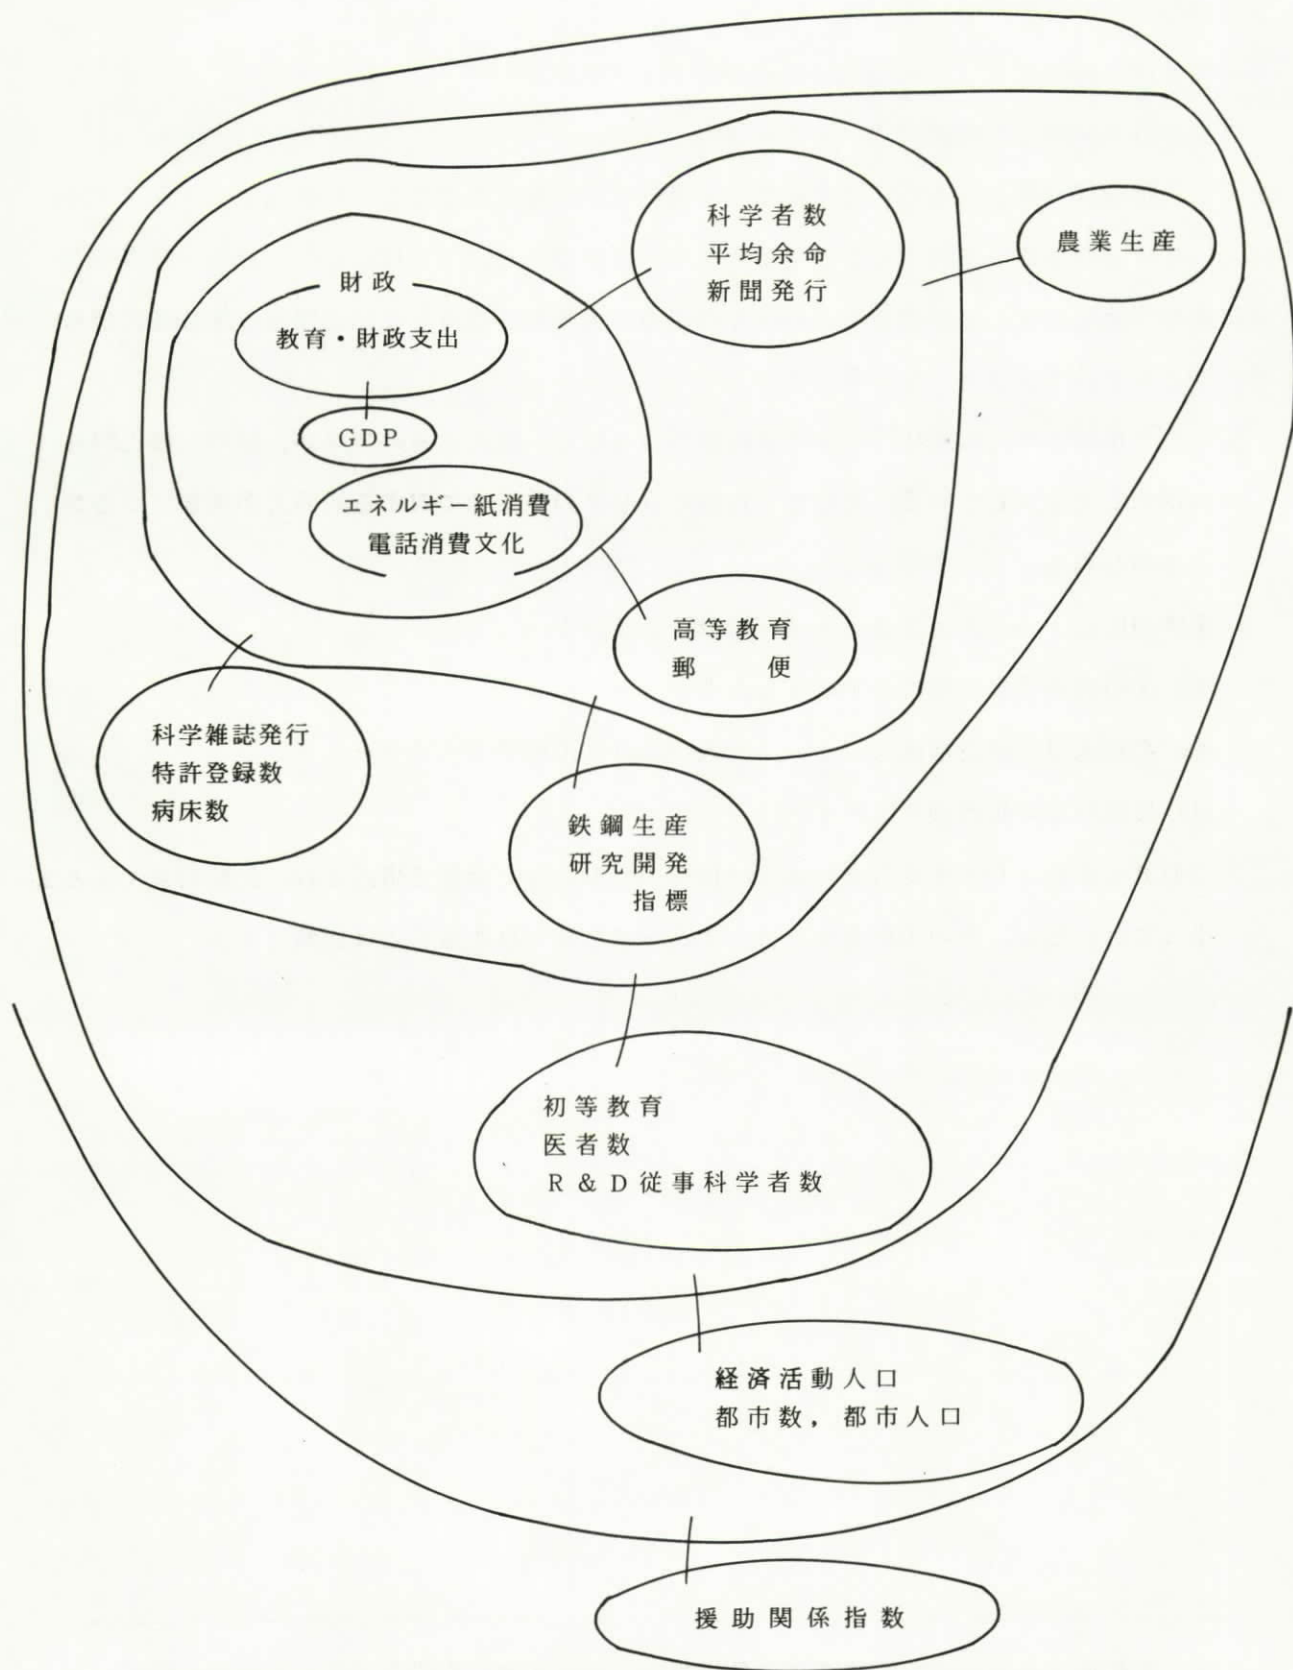 科学者数
平均余命
新聞発行
農業生産
財政
教育・財政支出
GDP
エネルギー紙消費
電話消費文化
高等教育
郵 便
科学雑誌発行
特許登録数
病床数
鉄鋼生産
研究開発
指標
初等教育
医者数
R&D従事科学者数
経済活動人口
都市数，都市人口
援助関係指数